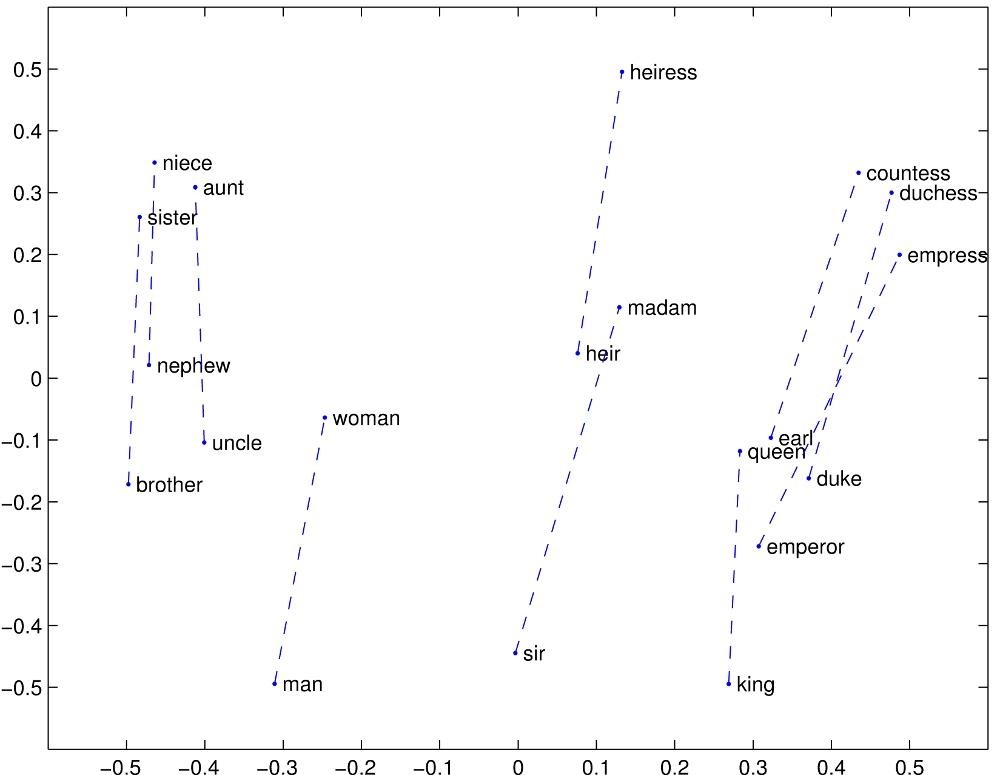 0.5
0.4
0.3
0.2
0.1
0
−0.1
−0.2
−0.3
−0.4
−0.5
heiress
niece
countess
aunt
duchess
sister
empress
madam
heir
nephew
woman
earl
uncle
queen
duke
brother
emperor
sir
man
king
−0.5 −0.4 −0.3 −0.2 −0.1 0 0.1 0.2 0.3 0.4 0.5